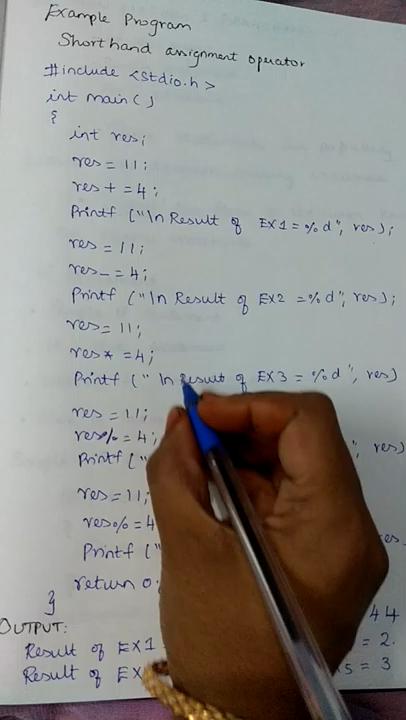 Example Program
Shorthand assignment operator
#include <stdio.h>
int main()
{
int res;
res = 11;
res + = 4;
Printf ("\n Result of EX1 = %d", res);
res = 11;
res - = 4;
Printf ("\n Result of EX2 = %d", res);
res = 11;
res * = 4;
Printf (" \n Result of EX3 = %d ", res)
res = 11;
res% = 4;
Printf (" ", res)
res = 11;
res% = 4
Printf (" res
return 0;
}
44
OUTPUT:
Result of EX1 = 2.
Result of EX 5 = 3